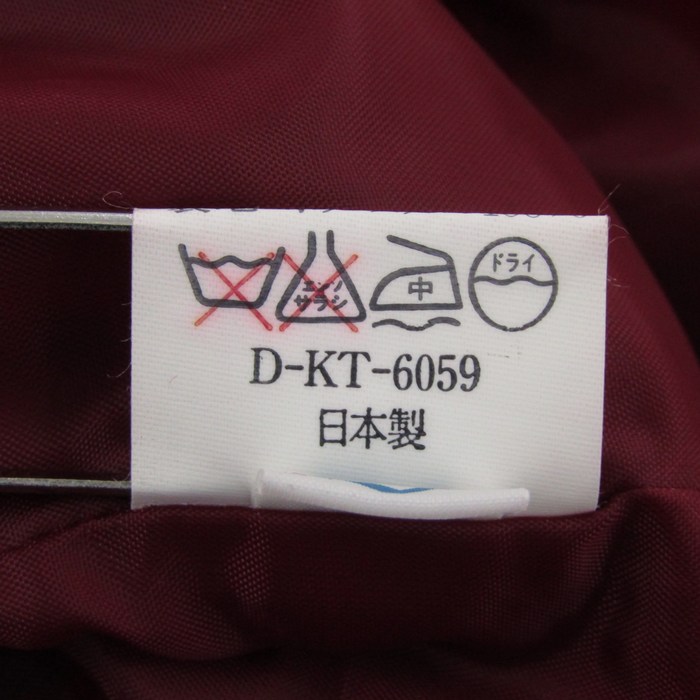 エンソ
サラシ
中
ドライ
D-KT-6059
日本製